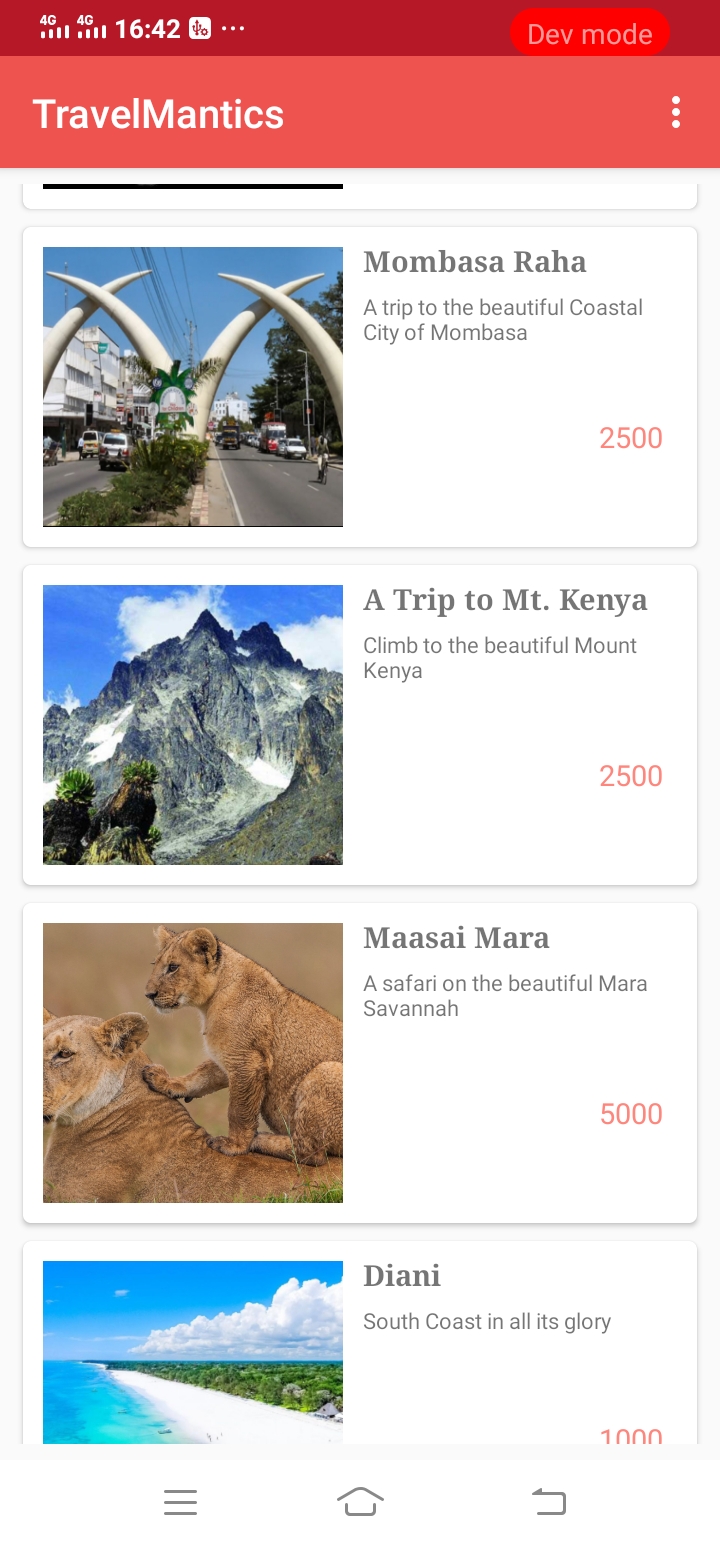 4G 4G 16:42 ...
Dev mode
TravelMantics
Mombasa Raha
A trip to the beautiful Coastal
City of Mombasa
2500
A Trip to Mt. Kenya
Climb to the beautiful Mount
Kenya
2500
Maasai Mara
A safari on the beautiful Mara
Savannah
5000
Diani
South Coast in all its glory
1000